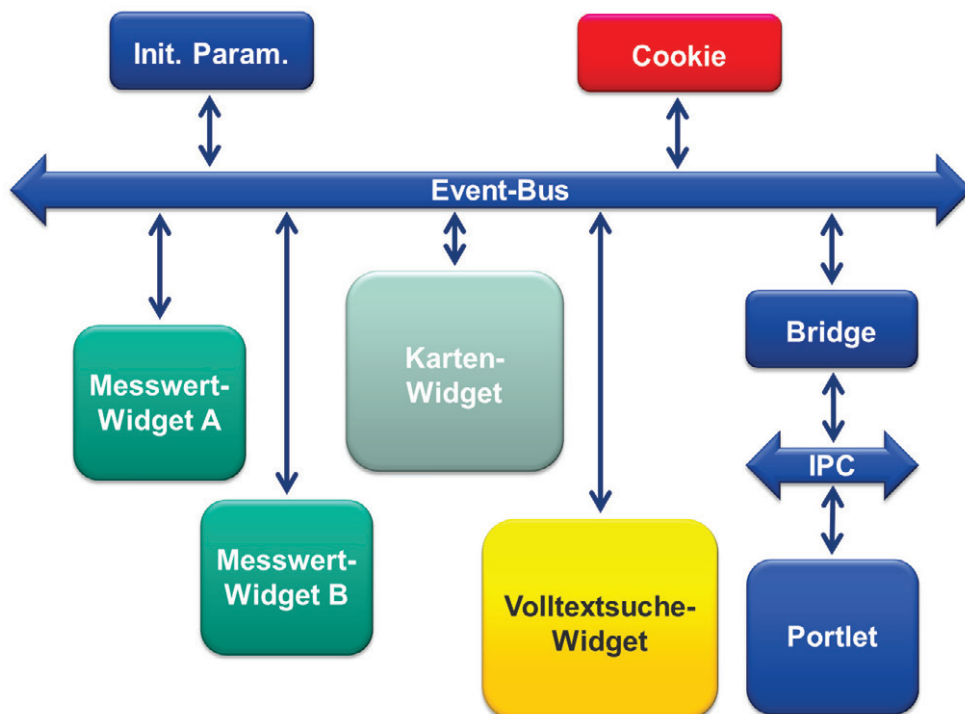 Init. Param.
Cookie
Event-Bus
Messwert-
Widget A
Karten-
Widget
Bridge
IPC
Messwert-
Widget B
Volltextsuche-
Widget
Portlet